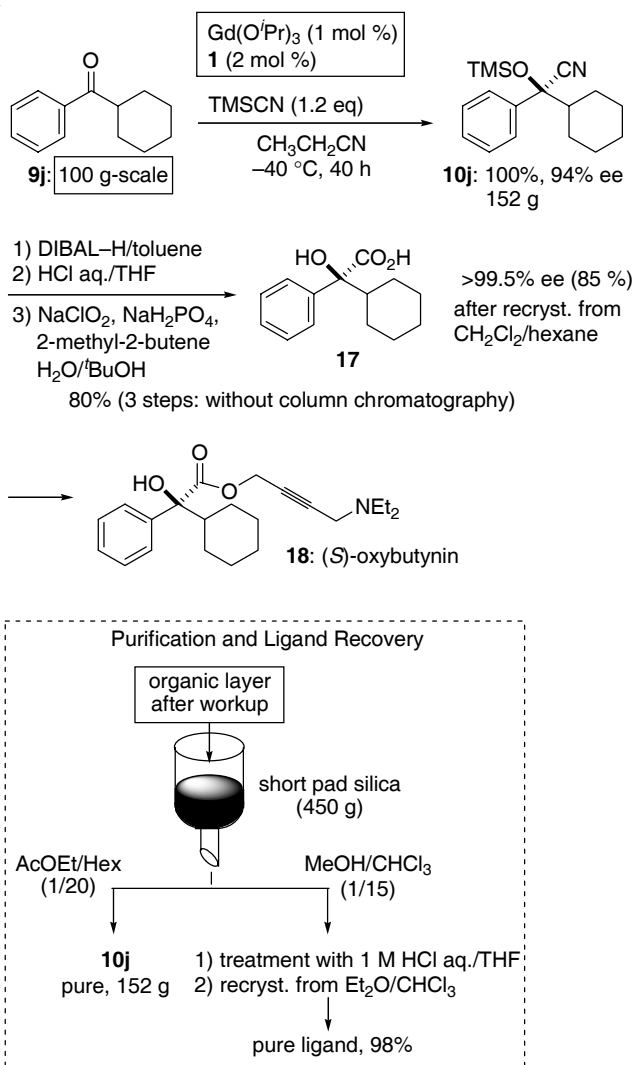 Gd(OⁱPr)₃ (1 mol %)
1 (2 mol %)
O
TMSCN (1.2 eq)
CH₃CH₂CN
–40 °C, 40 h
9j: 100 g-scale
TMSO CN
10j: 100%, 94% ee
152 g
1) DIBAL–H/toluene
2) HCl aq./THF
3) NaClO₂, NaH₂PO₄,
2-methyl-2-butene
H₂O/ᵗBuOH
HO CO₂H
17
>99.5% ee (85 %)
after recryst. from
CH₂Cl₂/hexane
80% (3 steps: without column chromatography)
O
HO
O
NEt₂
18: (S)-oxybutynin
Purification and Ligand Recovery
organic layer
after workup
short pad silica
(450 g)
AcOEt/Hex
(1/20)
MeOH/CHCl₃
(1/15)
10j
pure, 152 g
1) treatment with 1 M HCl aq./THF
2) recryst. from Et₂O/CHCl₃
pure ligand, 98%